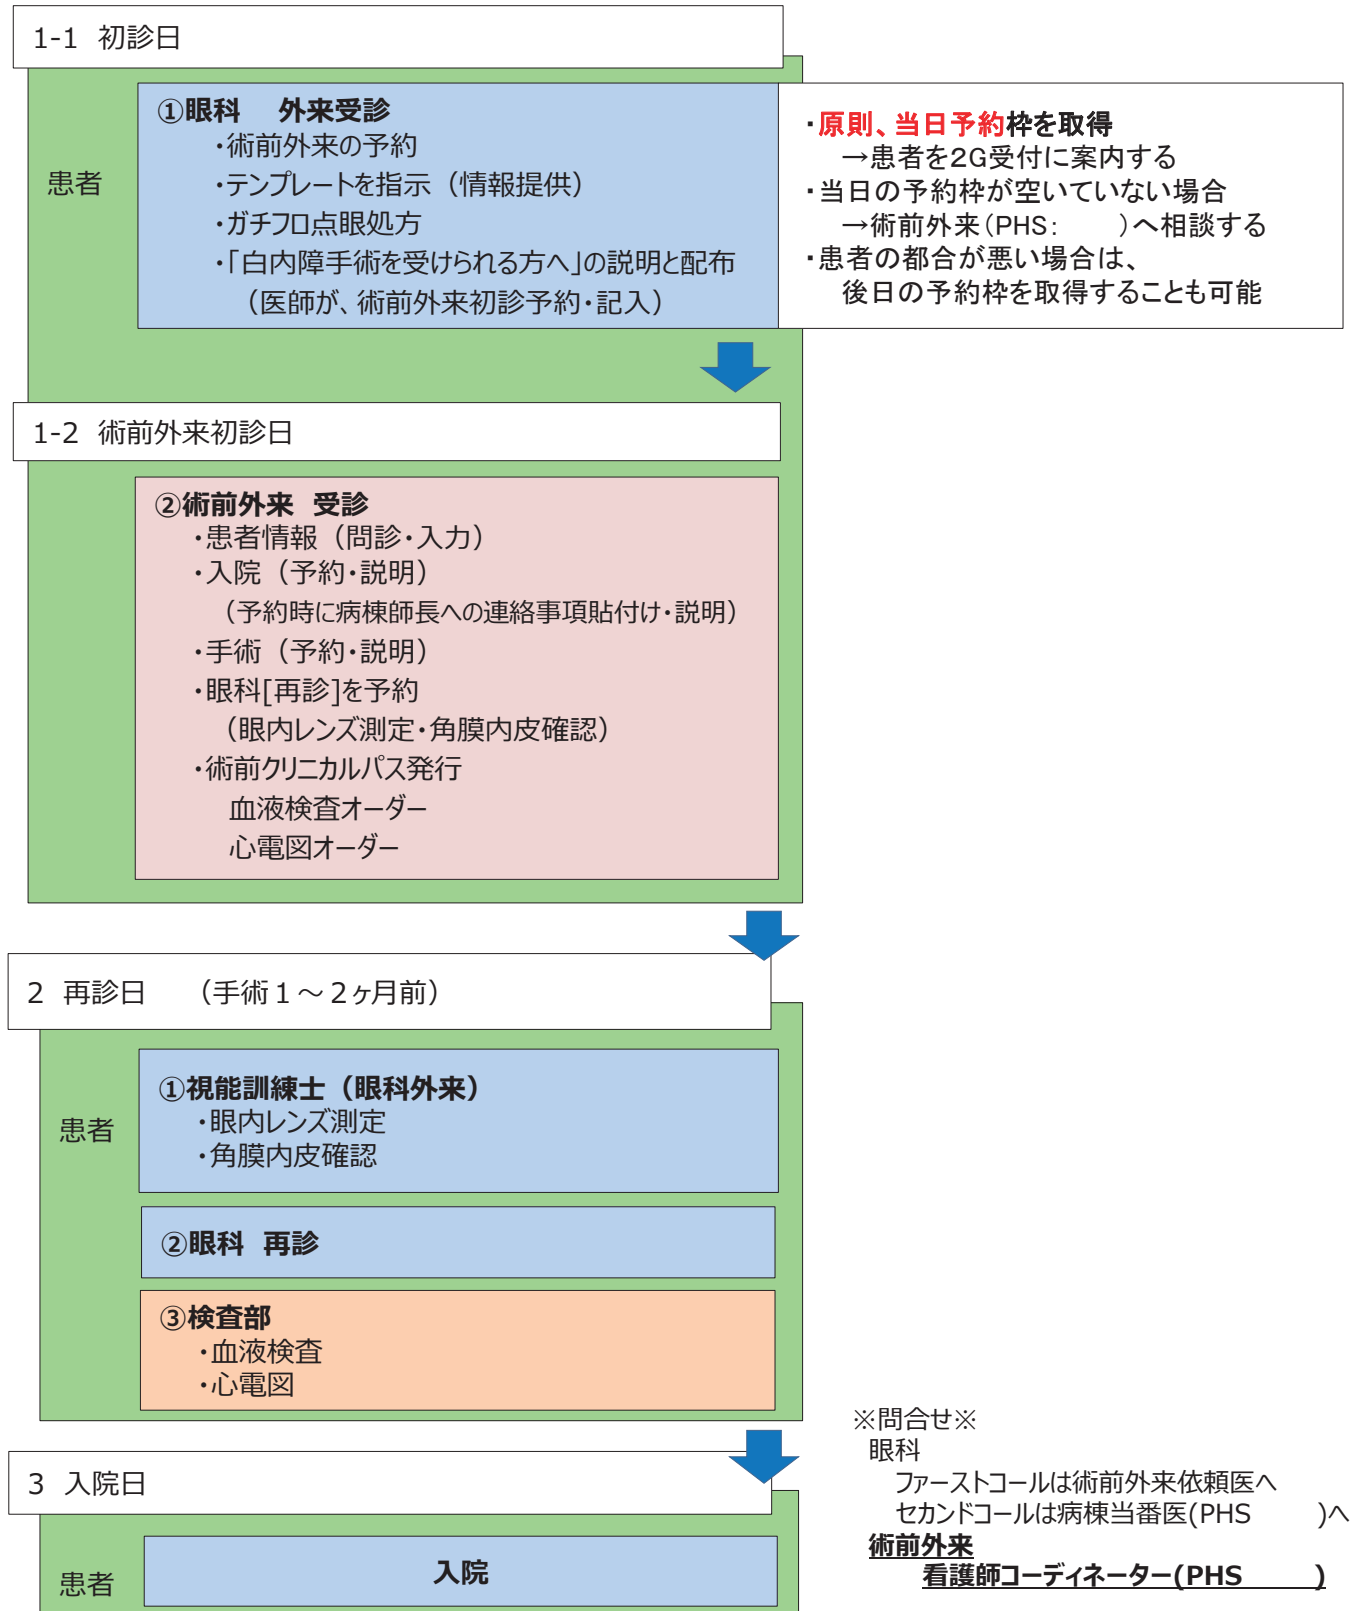 1-1 初診日
患者
①眼科　外来受診
・術前外来の予約
・テンプレートを指示（情報提供）
・ガチフロ点眼処方
・「白内障手術を受けられる方へ」の説明と配布
（医師が、術前外来初診予約・記入）
・原則、当日予約枠を取得
→患者を2G受付に案内する
・当日の予約枠が空いていない場合
→術前外来（PHS：　　）へ相談する
・患者の都合が悪い場合は、
後日の予約枠を取得することも可能
1-2 術前外来初診日
②術前外来 受診
・患者情報（問診・入力）
・入院（予約・説明）
（予約時に病棟師長への連絡事項貼付け・説明）
・手術（予約・説明）
・眼科[再診]を予約
（眼内レンズ測定・角膜内皮確認）
・術前クリニカルパス発行
血液検査オーダー
心電図オーダー
2 再診日　（手術１～２ヶ月前）
患者
①視能訓練士（眼科外来）
・眼内レンズ測定
・角膜内皮確認
②眼科 再診
③検査部
・血液検査
・心電図
3 入院日
患者
入院
※問合せ※
眼科
ファーストコールは術前外来依頼医へ
セカンドコールは病棟当番医(PHS　　)へ
術前外来
看護師コーディネーター(PHS　　)